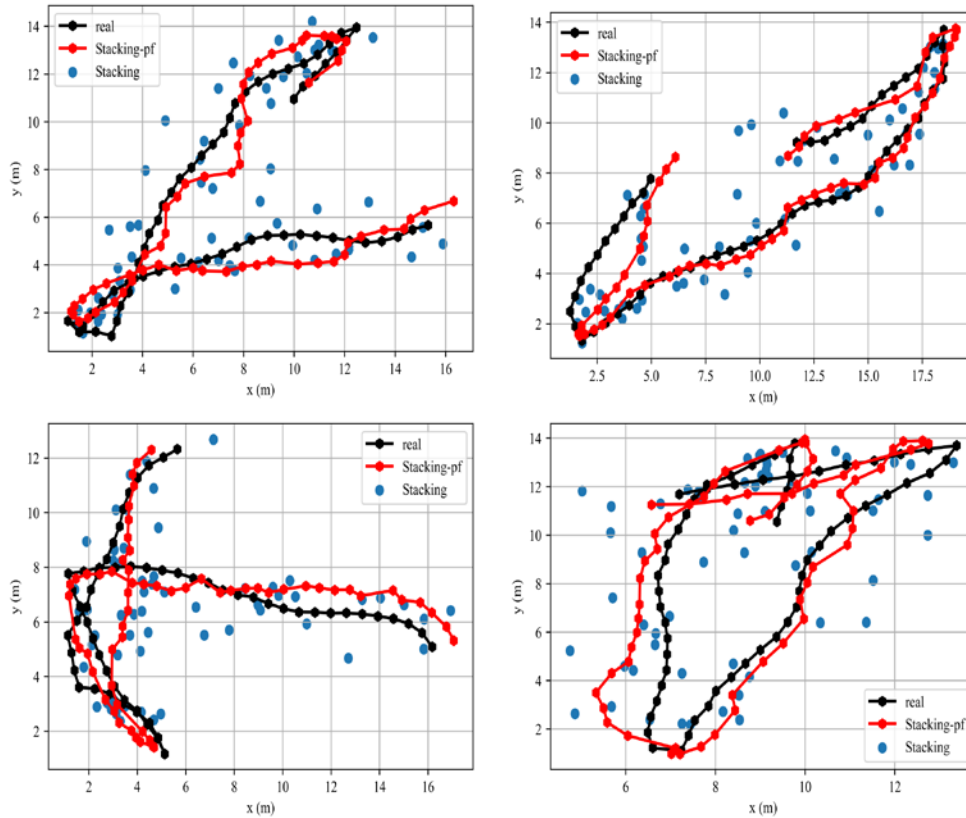 14
12
10
8
6
4
2
y (m)
real
Stacking-pf
Stacking
2 4 6 8 10 12 14 16
x (m)
14
12
10
8
6
4
2
y (m)
real
Stacking-pf
Stacking
2.5 5.0 7.5 10.0 12.5 15.0 17.5
x (m)
12
10
8
6
4
2
y (m)
real
Stacking-pf
Stacking
2 4 6 8 10 12 14 16
x (m)
14
12
10
8
6
4
2
y (m)
real
Stacking-pf
Stacking
6 8 10 12
x (m)